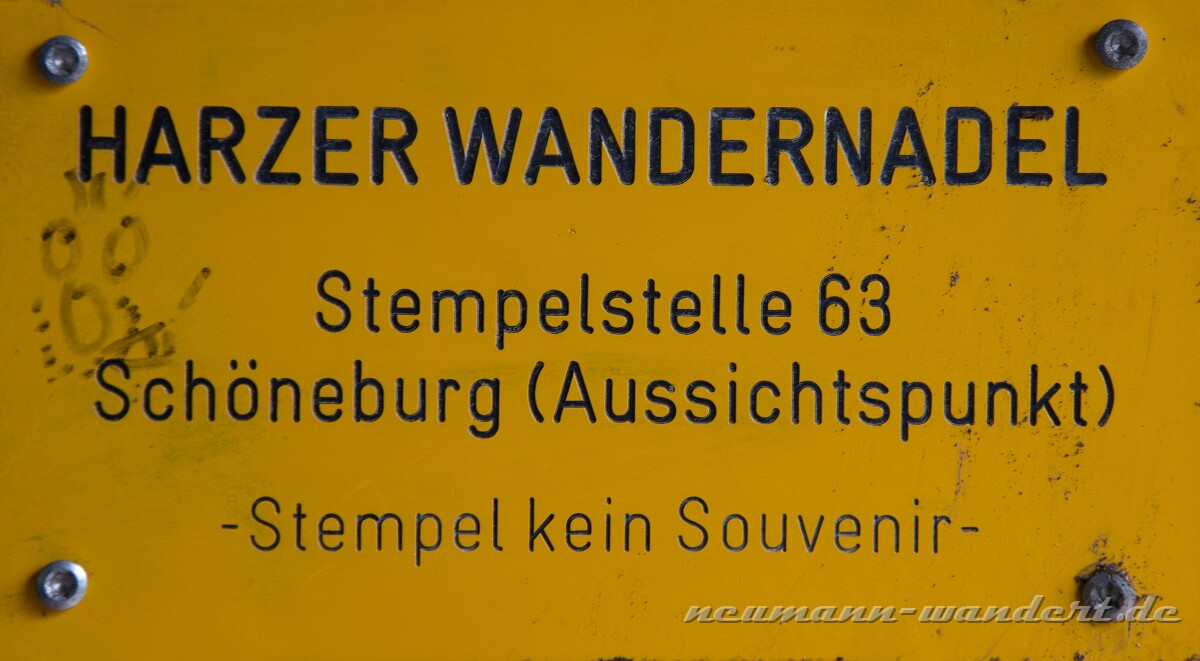 HARZER WANDERNADEL
Stempelstelle 63
Schöneburg (Aussichtspunkt)
-Stempel kein Souvenir-
neumann-wandert.de